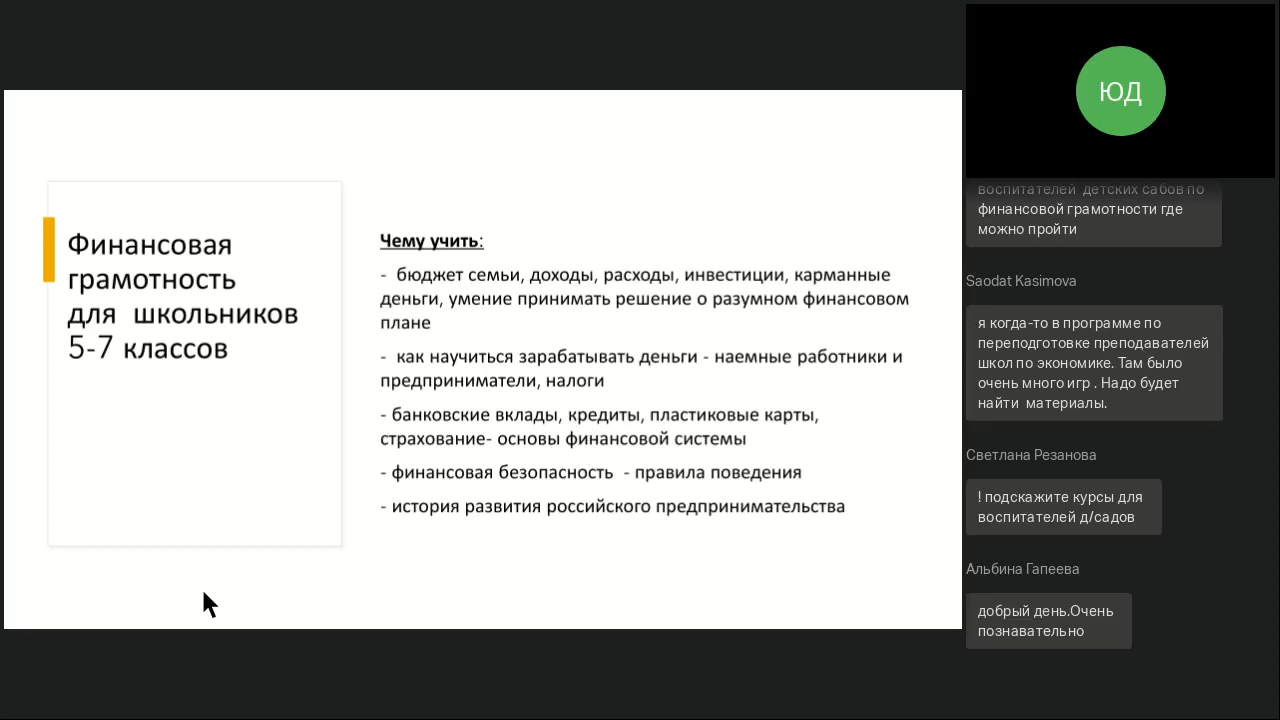 Финансовая
грамотность
для школьников
5-7 классов
Чему учить:
- бюджет семьи, доходы, расходы, инвестиции, карманные
деньги, умение принимать решение о разумном финансовом
плане
- как научиться зарабатывать деньги - наемные работники и
предприниматели, налоги
- банковские вклады, кредиты, пластиковые карты,
страхование- основы финансовой системы
- финансовая безопасность - правила поведения
- история развития российского предпринимательства
ЮД
воспитателей детских сабов по
финансовой грамотности где
можно пройти
Saodat Kasimova
я когда-то в программе по
переподготовке преподавателей
школ по экономике. Там было
очень много игр . Надо будет
найти материалы.
Светлана Резанова
! подскажите курсы для
воспитателей д/садов
Альбина Гапеева
добрый день.Очень
познавательно